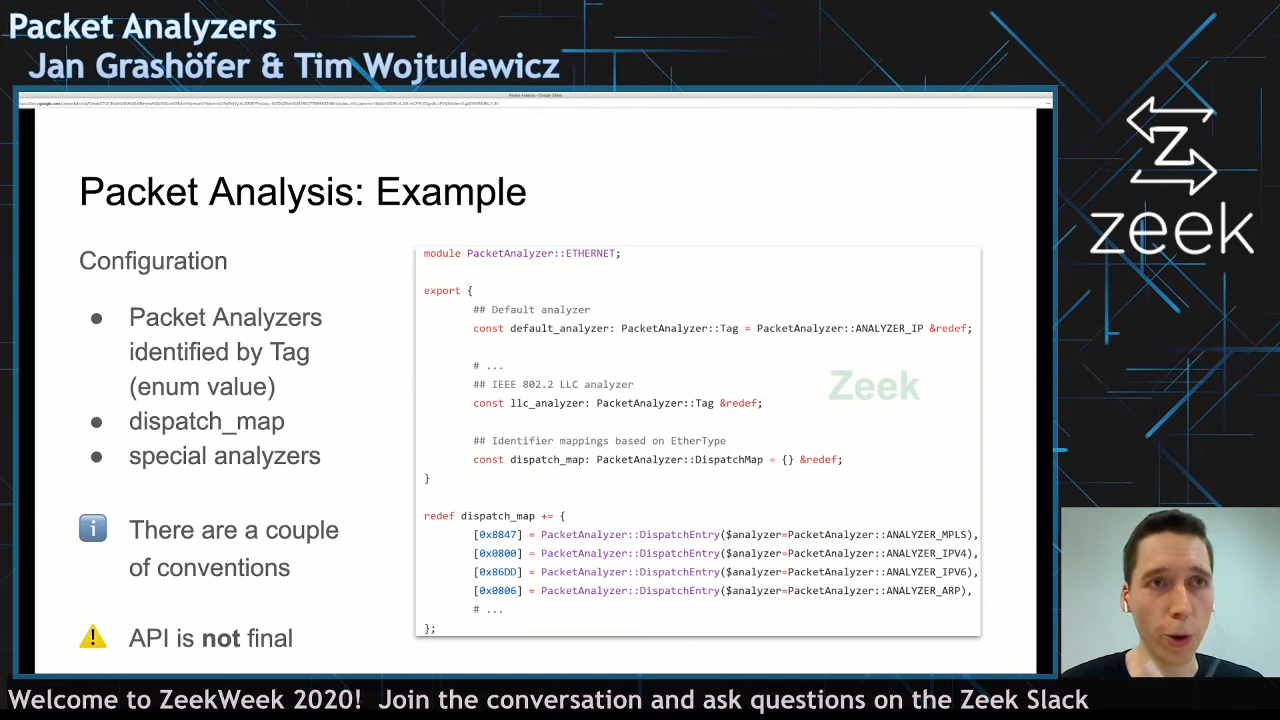 Packet Analyzers
Jan Grashöfer & Tim Wojtulewicz
Packet Analysis: Example
Configuration
● Packet Analyzers
identified by Tag
(enum value)
● dispatch_map
● special analyzers
ℹ There are a couple
of conventions
⚠ API is not final
module PacketAnalyzer::ETHERNET;
export {
## Default analyzer
const default_analyzer: PacketAnalyzer::Tag = PacketAnalyzer::ANALYZER_IP &redef;
# ...
## IEEE 802.2 LLC analyzer
const llc_analyzer: PacketAnalyzer::Tag &redef;
## Identifier mappings based on EtherType
const dispatch_map: PacketAnalyzer::DispatchMap = {} &redef;
}
redef dispatch_map += {
[0x8847] = PacketAnalyzer::DispatchEntry($analyzer=PacketAnalyzer::ANALYZER_MPLS),
[0x0800] = PacketAnalyzer::DispatchEntry($analyzer=PacketAnalyzer::ANALYZER_IPV4),
[0x86DD] = PacketAnalyzer::DispatchEntry($analyzer=PacketAnalyzer::ANALYZER_IPV6),
[0x0806] = PacketAnalyzer::DispatchEntry($analyzer=PacketAnalyzer::ANALYZER_ARP),
# ...
};
Zeek
Z
zeek
Welcome to ZeekWeek 2020! Join the conversation and ask questions on the Zeek Slack